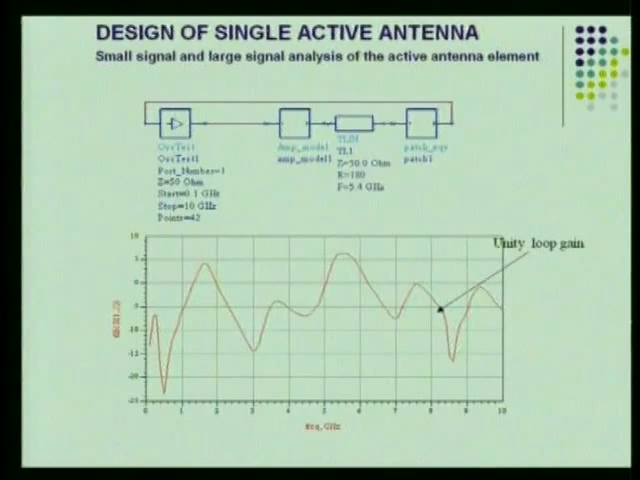 DESIGN OF SINGLE ACTIVE ANTENNA
Small signal and large signal analysis of the active antenna element
OscTest
OscTest1
Port_Number=1
Z=50 Ohm
Start=0.1 GHz
Stop=10 GHz
Points=42
Amp_model
amp_model1
TLIN
TL1
Z=50.0 Ohm
E=180
F=5.4 GHz
patch_eqv
patch1
Unity loop gain
10
5
0
-5
-10
-15
-20
-25
0 1 2 3 4 5 6 7 8 9 10
freq, GHz